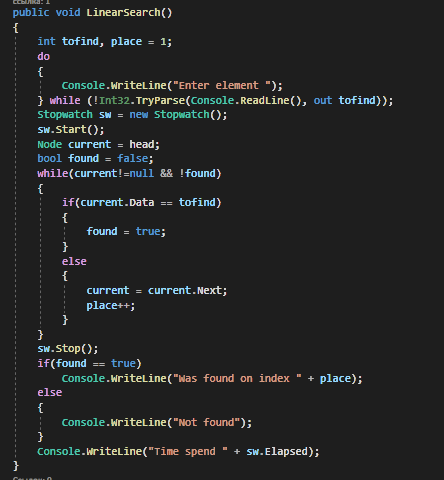 ссылка: 1
public void LinearSearch()
{
int tofind, place = 1;
do
{
Console.WriteLine("Enter element ");
} while (!Int32.TryParse(Console.ReadLine(), out tofind));
Stopwatch sw = new Stopwatch();
sw.Start();
Node current = head;
bool found = false;
while(current!=null && !found)
{
if(current.Data == tofind)
{
found = true;
}
else
{
current = current.Next;
place++;
}
}
sw.Stop();
if(found == true)
Console.WriteLine("Was found on index " + place);
else
{
Console.WriteLine("Not found");
}
Console.WriteLine("Time spend " + sw.Elapsed);
}